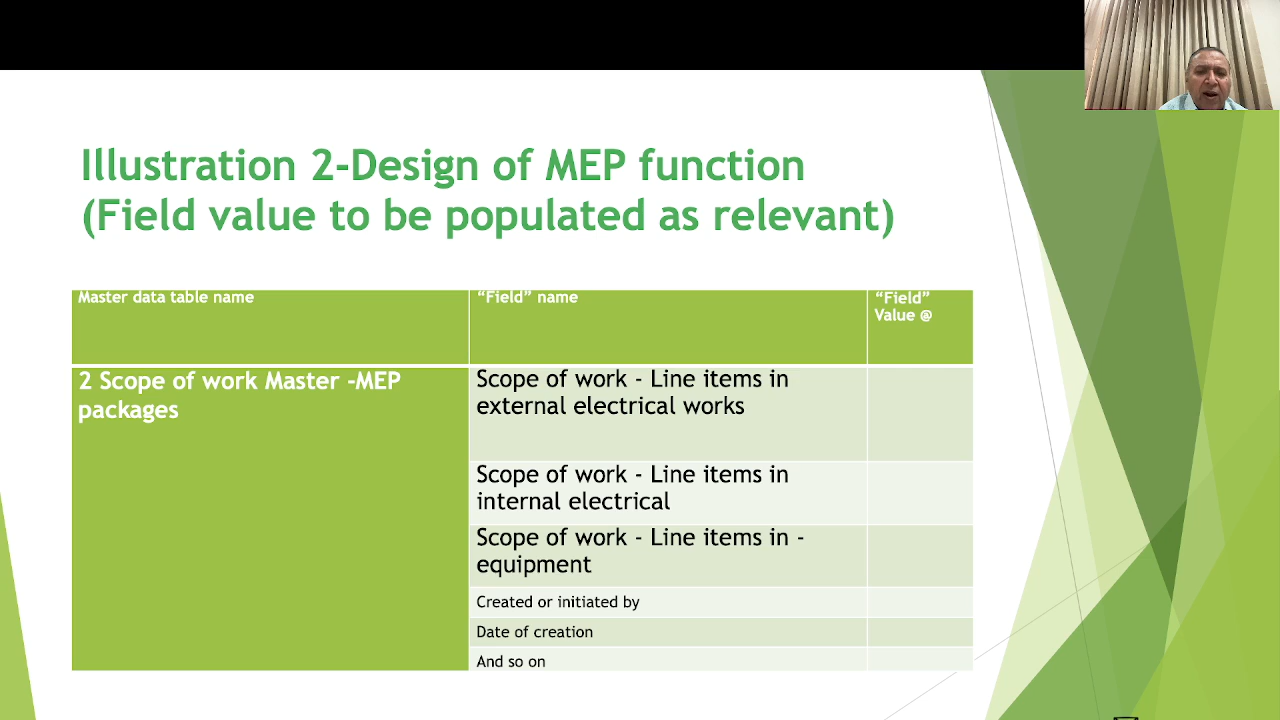 Illustration 2-Design of MEP function
(Field value to be populated as relevant)
Master data table name
“Field” name
“Field”
Value @
2 Scope of work Master -MEP
packages
Scope of work - Line items in
external electrical works
Scope of work - Line items in
internal electrical
Scope of work - Line items in -
equipment
Created or initiated by
Date of creation
And so on